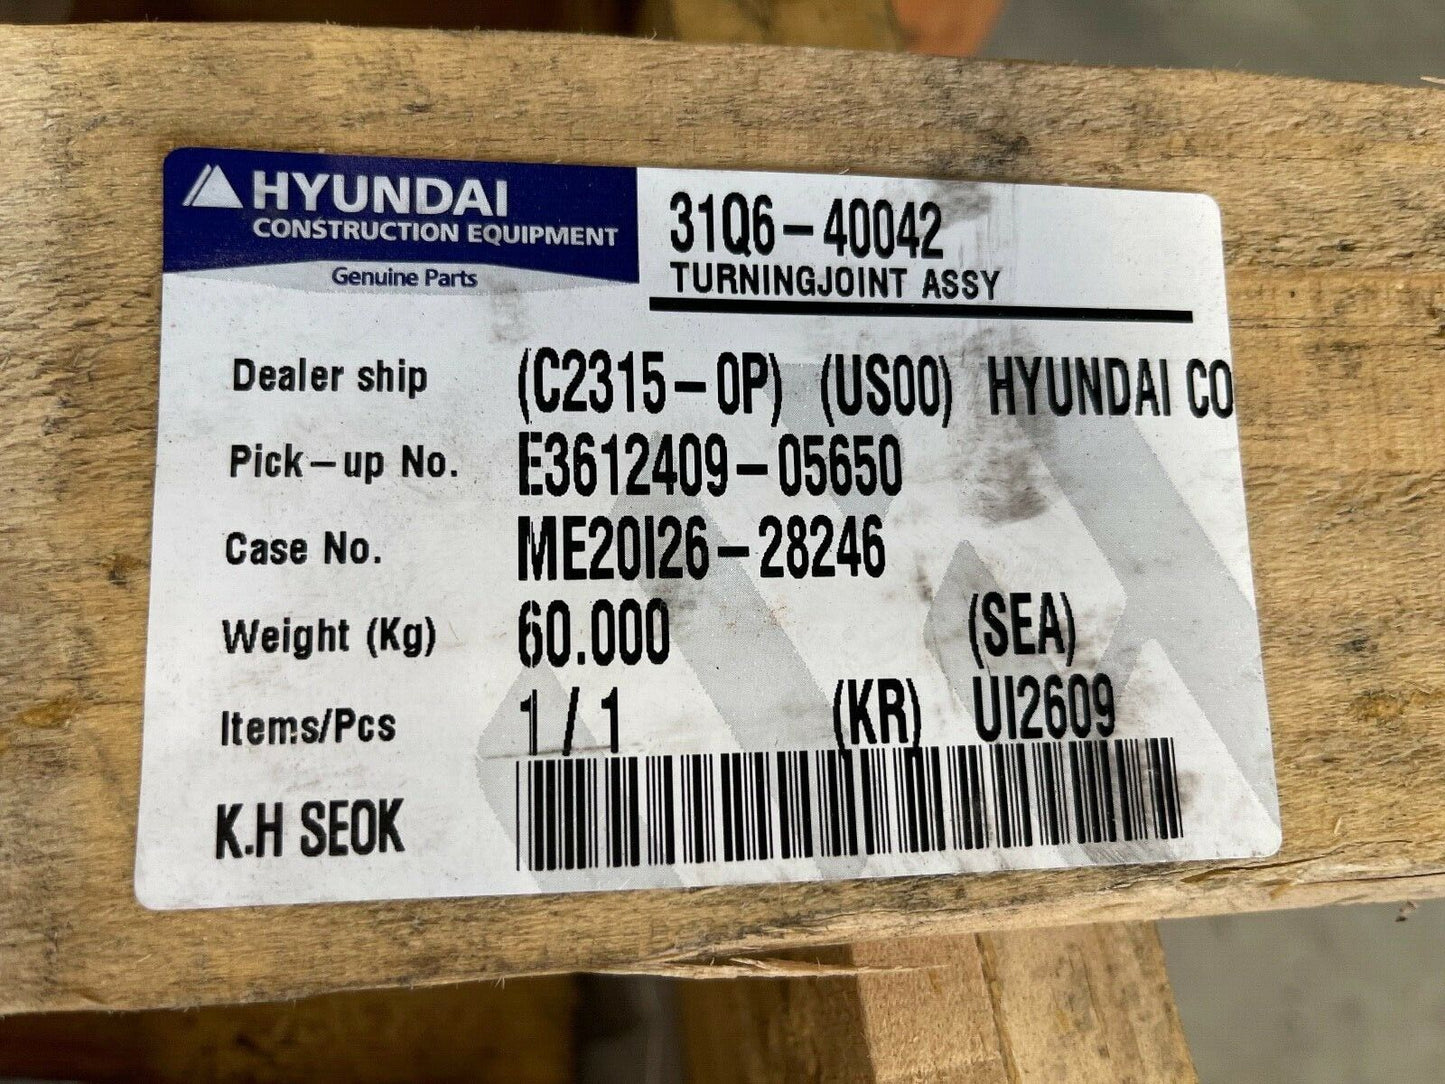 HYUNDAI
CONSTRUCTION EQUIPMENT
Genuine Parts
31Q6-40042
TURNINGJOINT ASSY
Dealer ship (C2315-0P) (US00) HYUNDAI CO
Pick-up No. E3612409-05650
Case No. ME20I26-28246
Weight (Kg) 60.000 (SEA)
Items/Pcs 1 / 1 (KR) UI2609
K.H SEOK